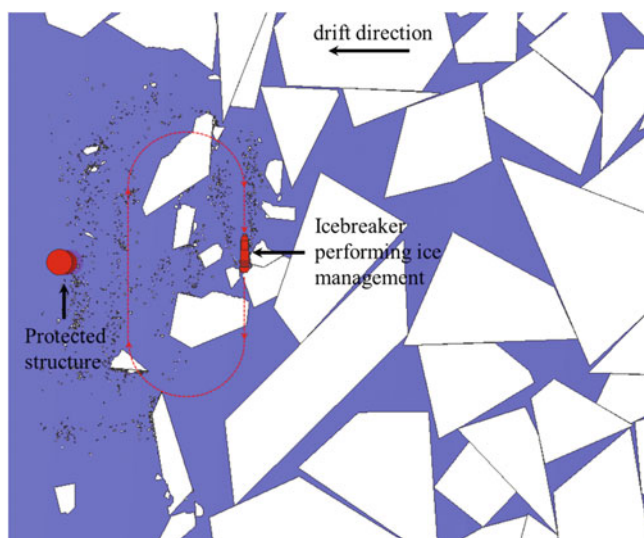 drift direction
Icebreaker
performing ice
management
Protected
structure